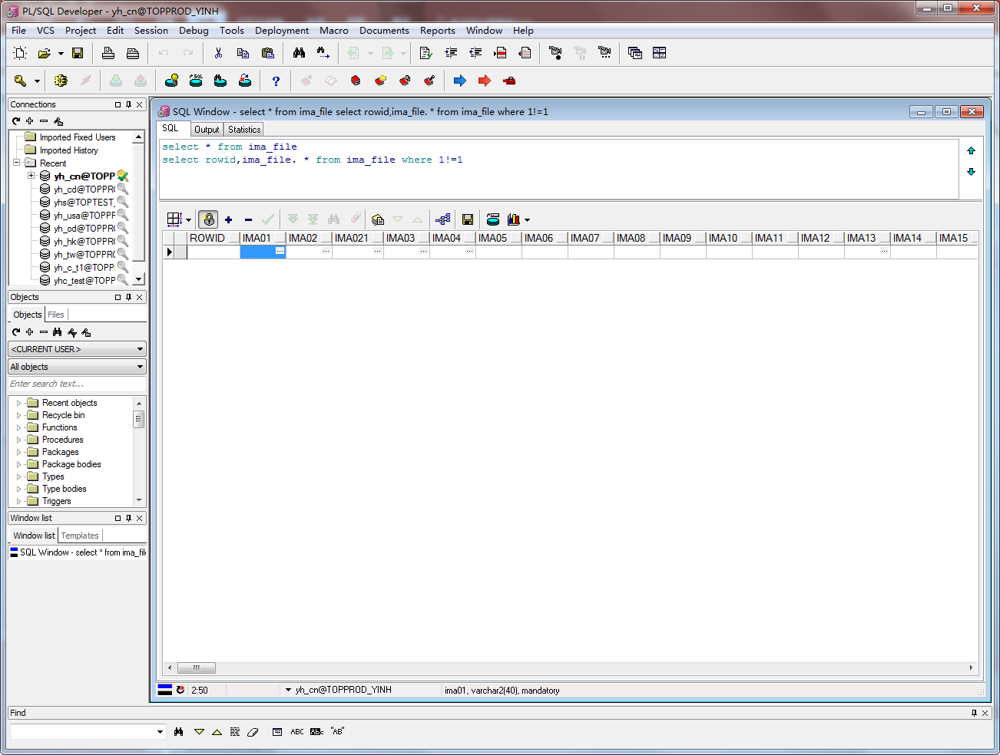 PL/SQL Developer - yh_cn@TOPPROD_YINH
File VCS Project Edit Session Debug Tools Deployment Macro Documents Reports Window Help
SQL
?
Connections
Imported Fixed Users
Imported History
Recent
yh_cn@TOPP
yh_cd@TOPPR
yhs@TOPTEST_
yh_usa@TOPPF
yh_od@TOPPR
yh_hk@TOPPR
yh_tw@TOPPR
yh_c_t1@TOPP
yhc_test@TOPP
Objects
Objects Files
<CURRENT USER>
All objects
Enter search text...
Recent objects
Recycle bin
Functions
Procedures
Packages
Package bodies
Types
Type bodies
Triggers
Window list
Window list Templates
SQL Window - select * from ima_fil
SQL Window - select * from ima_file select rowid,ima_file. * from ima_file where 1!=1
SQL Output Statistics
select * from ima_file
select rowid,ima_file. * from ima_file where 1!=1
ROWID IMA01 IMA02 IMA021 IMA03 IMA04 IMA05 IMA06 IMA07 IMA08 IMA09 IMA10 IMA11 IMA12 IMA13 IMA14 IMA15
2:50 yh_cn@TOPPROD_YINH ima01, varchar2(40), mandatory
Find
ABC ABc "AB"